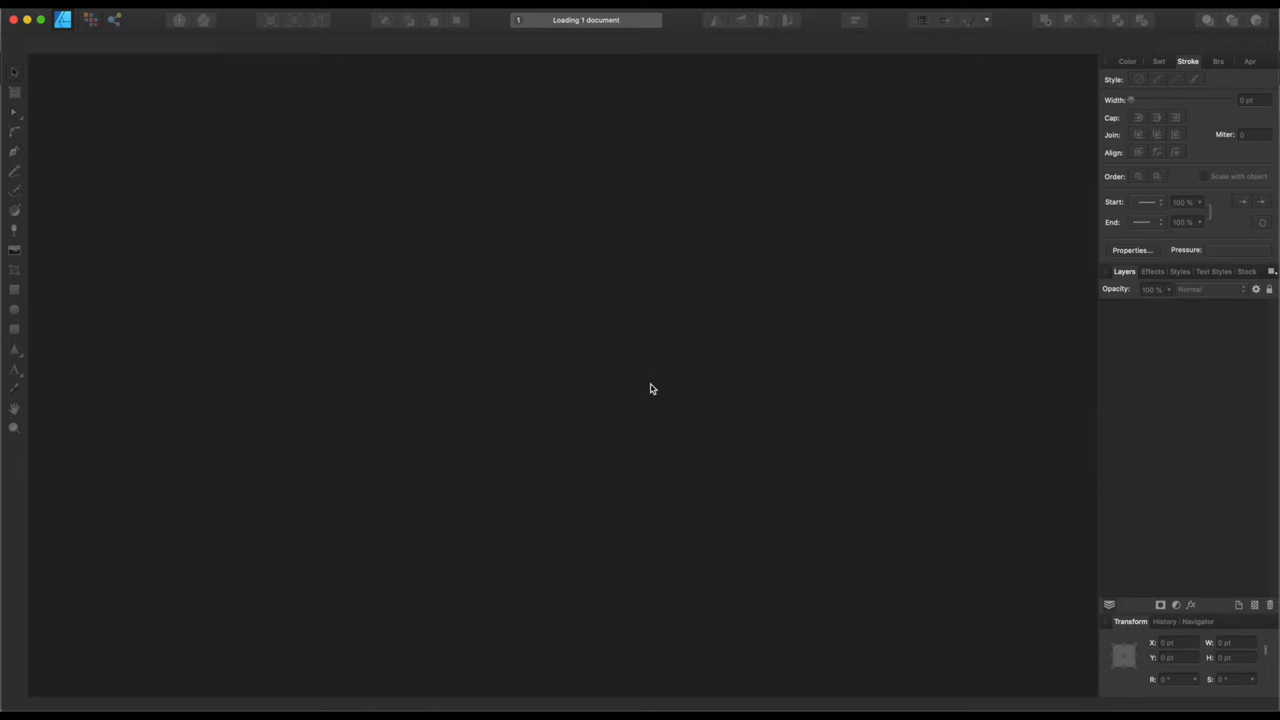 1 Loading 1 document
Color Swt Stroke Brs Apr
Style:
Width: 0 pt
Cap:
Join: Miter: 0
Align:
Order: Scale with object
Start: 100 %
End: 100 %
Properties... Pressure:
Layers Effects Styles Text Styles Stock
Opacity: 100 % Normal
fx
Transform History Navigator
X: 0 pt W: 0 pt
Y: 0 pt H: 0 pt
R: 0 ° S: 0 °